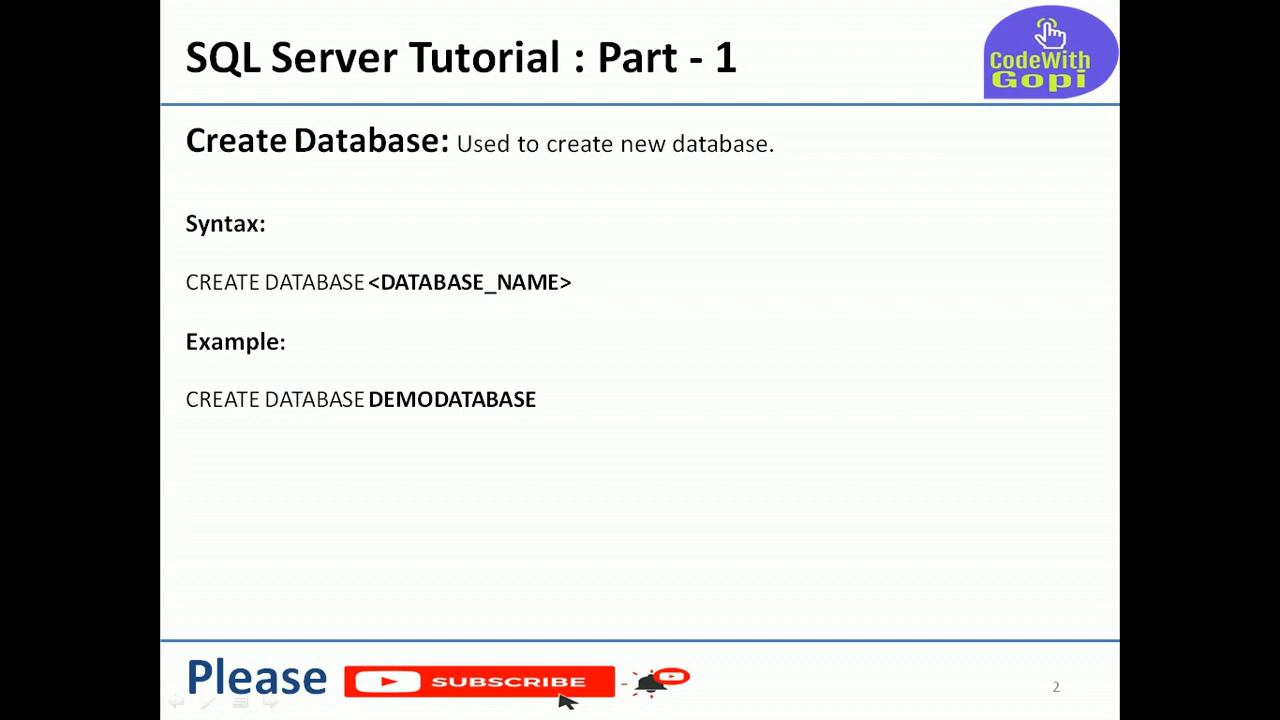 SQL Server Tutorial : Part - 1
CodeWith
Gopi
Create Database: Used to create new database.
Syntax:
CREATE DATABASE <DATABASE_NAME>
Example:
CREATE DATABASE DEMODATABASE
Please SUBSCRIBE
2